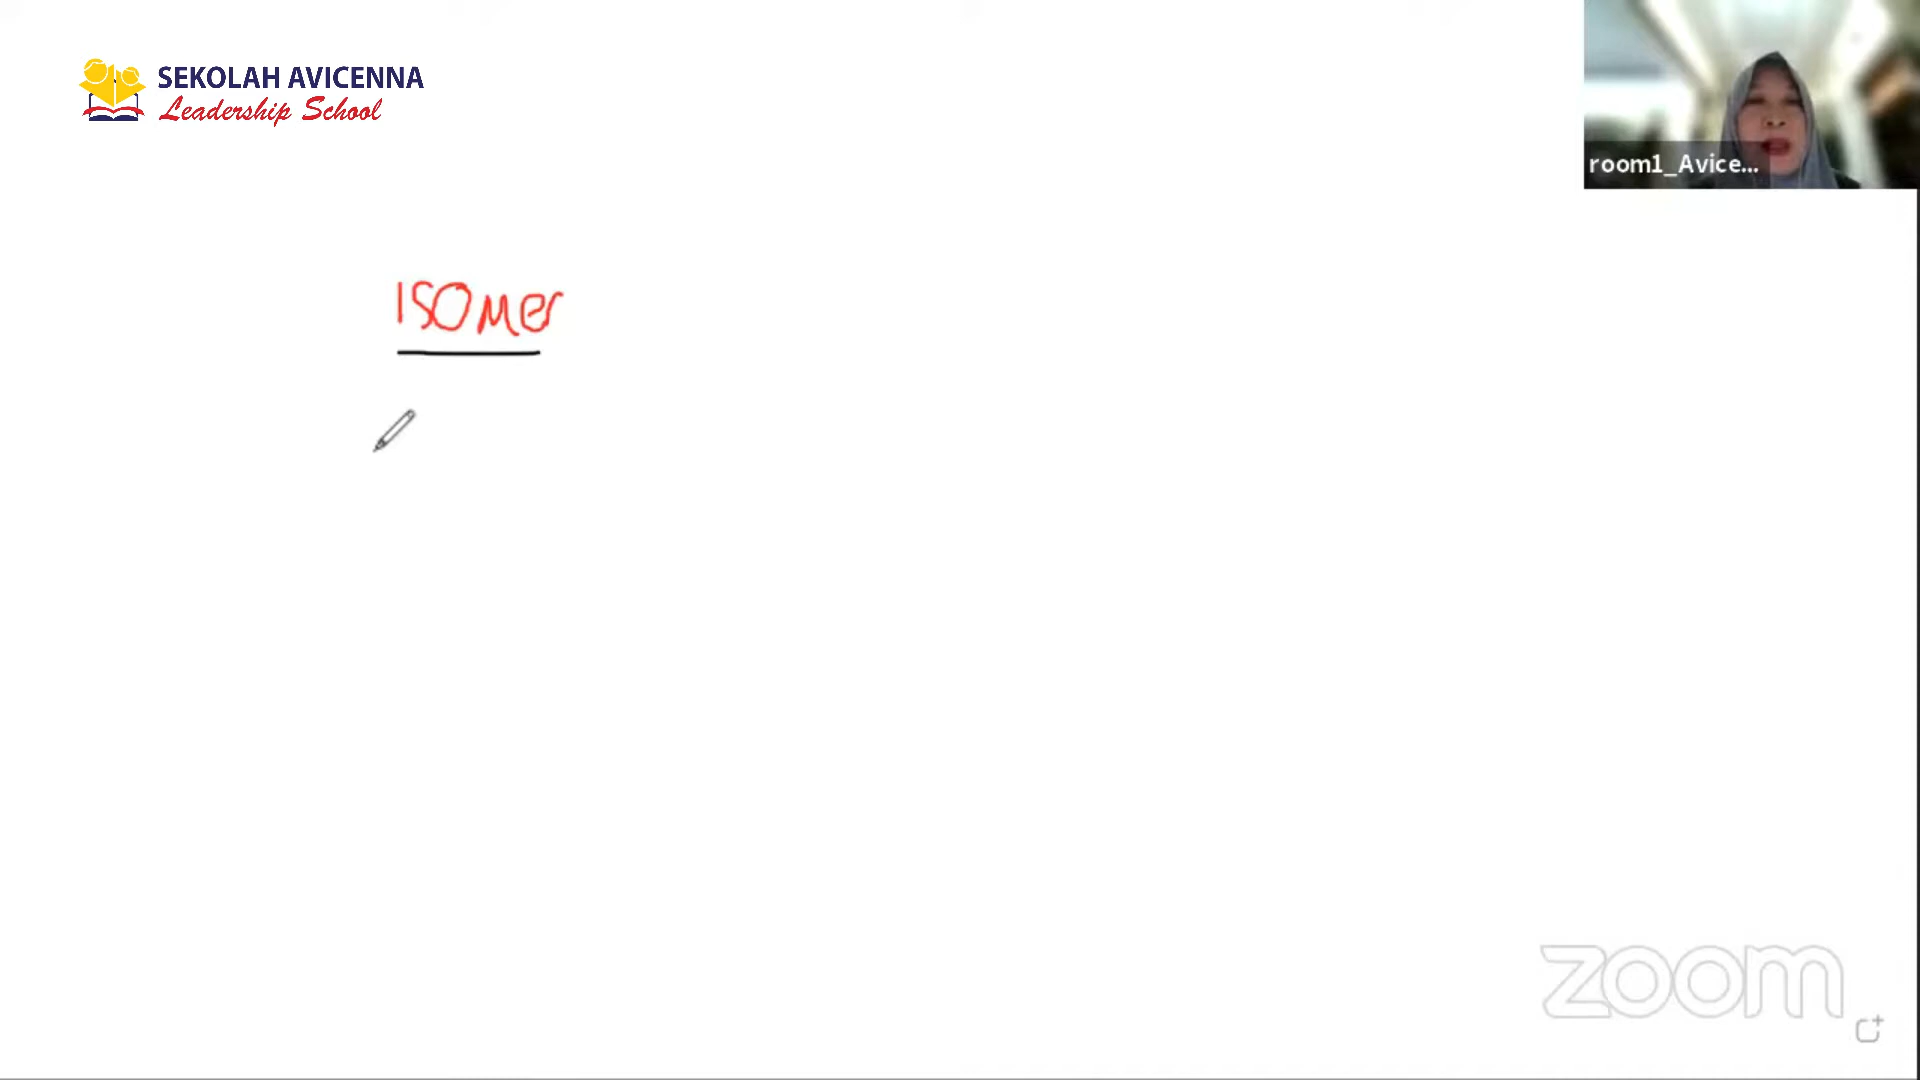 SEKOLAH AVICENNA
Leadership School
room1_Avice...
ISOMer
zoom